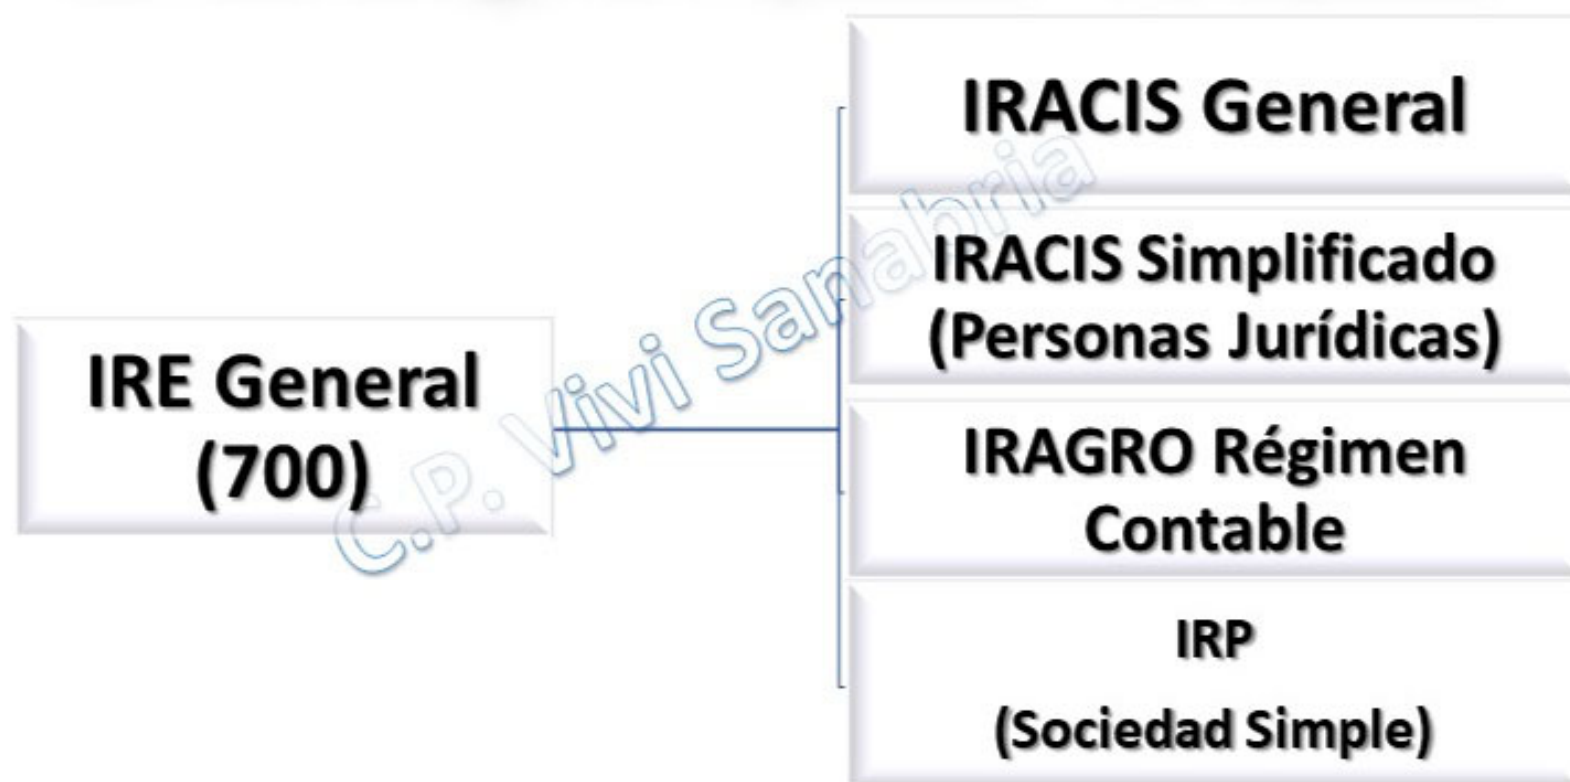 IRE General
(700)
IRACIS General
IRACIS Simplificado
(Personas Jurídicas)
IRAGRO Régimen
Contable
IRP
(Sociedad Simple)
C.P. Vivi Sanabria